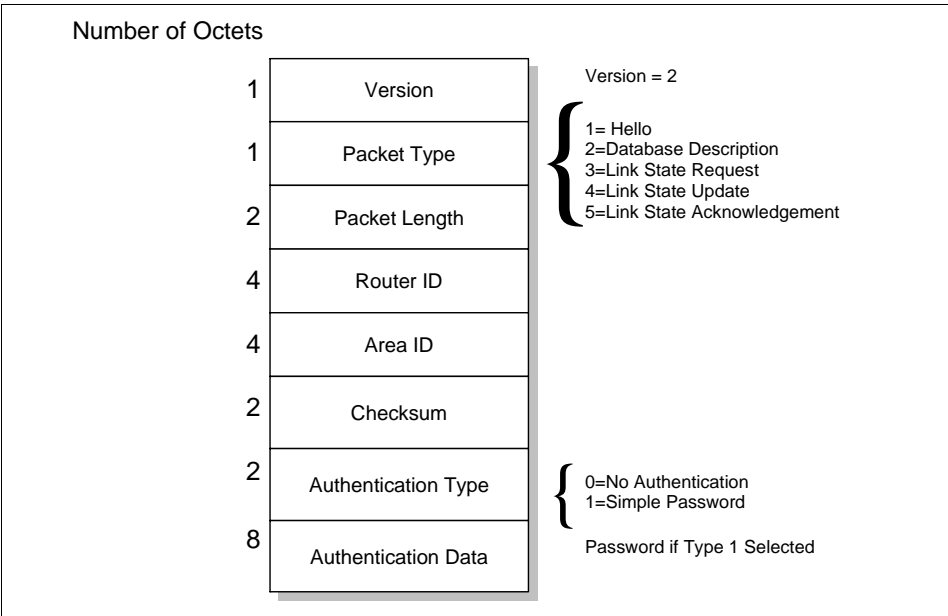 Number of Octets
1 Version Version = 2
1 Packet Type
1= Hello
2=Database Description
3=Link State Request
4=Link State Update
5=Link State Acknowledgement
2 Packet Length
4 Router ID
4 Area ID
2 Checksum
2 Authentication Type
0=No Authentication
1=Simple Password
8 Authentication Data
Password if Type 1 Selected